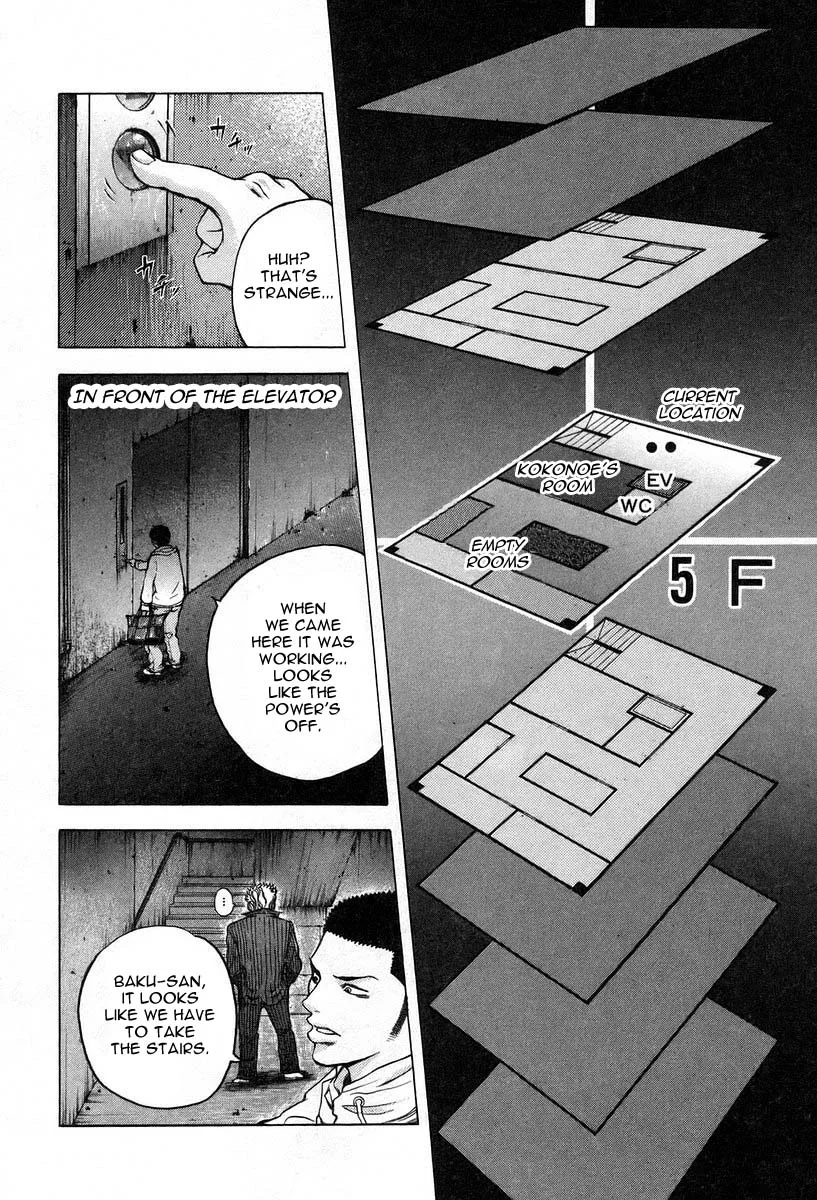 CURRENT
LOCATION
KOKONOE'S
ROOM
EV
WC
EMPTY
ROOMS
5 F
HUH?
THAT'S
STRANGE...
IN FRONT OF THE ELEVATOR
WHEN
WE CAME
HERE IT WAS
WORKING...
LOOKS
LIKE THE
POWER'S
OFF.
...
BAKU-SAN,
IT LOOKS
LIKE WE HAVE
TO TAKE
THE STAIRS.